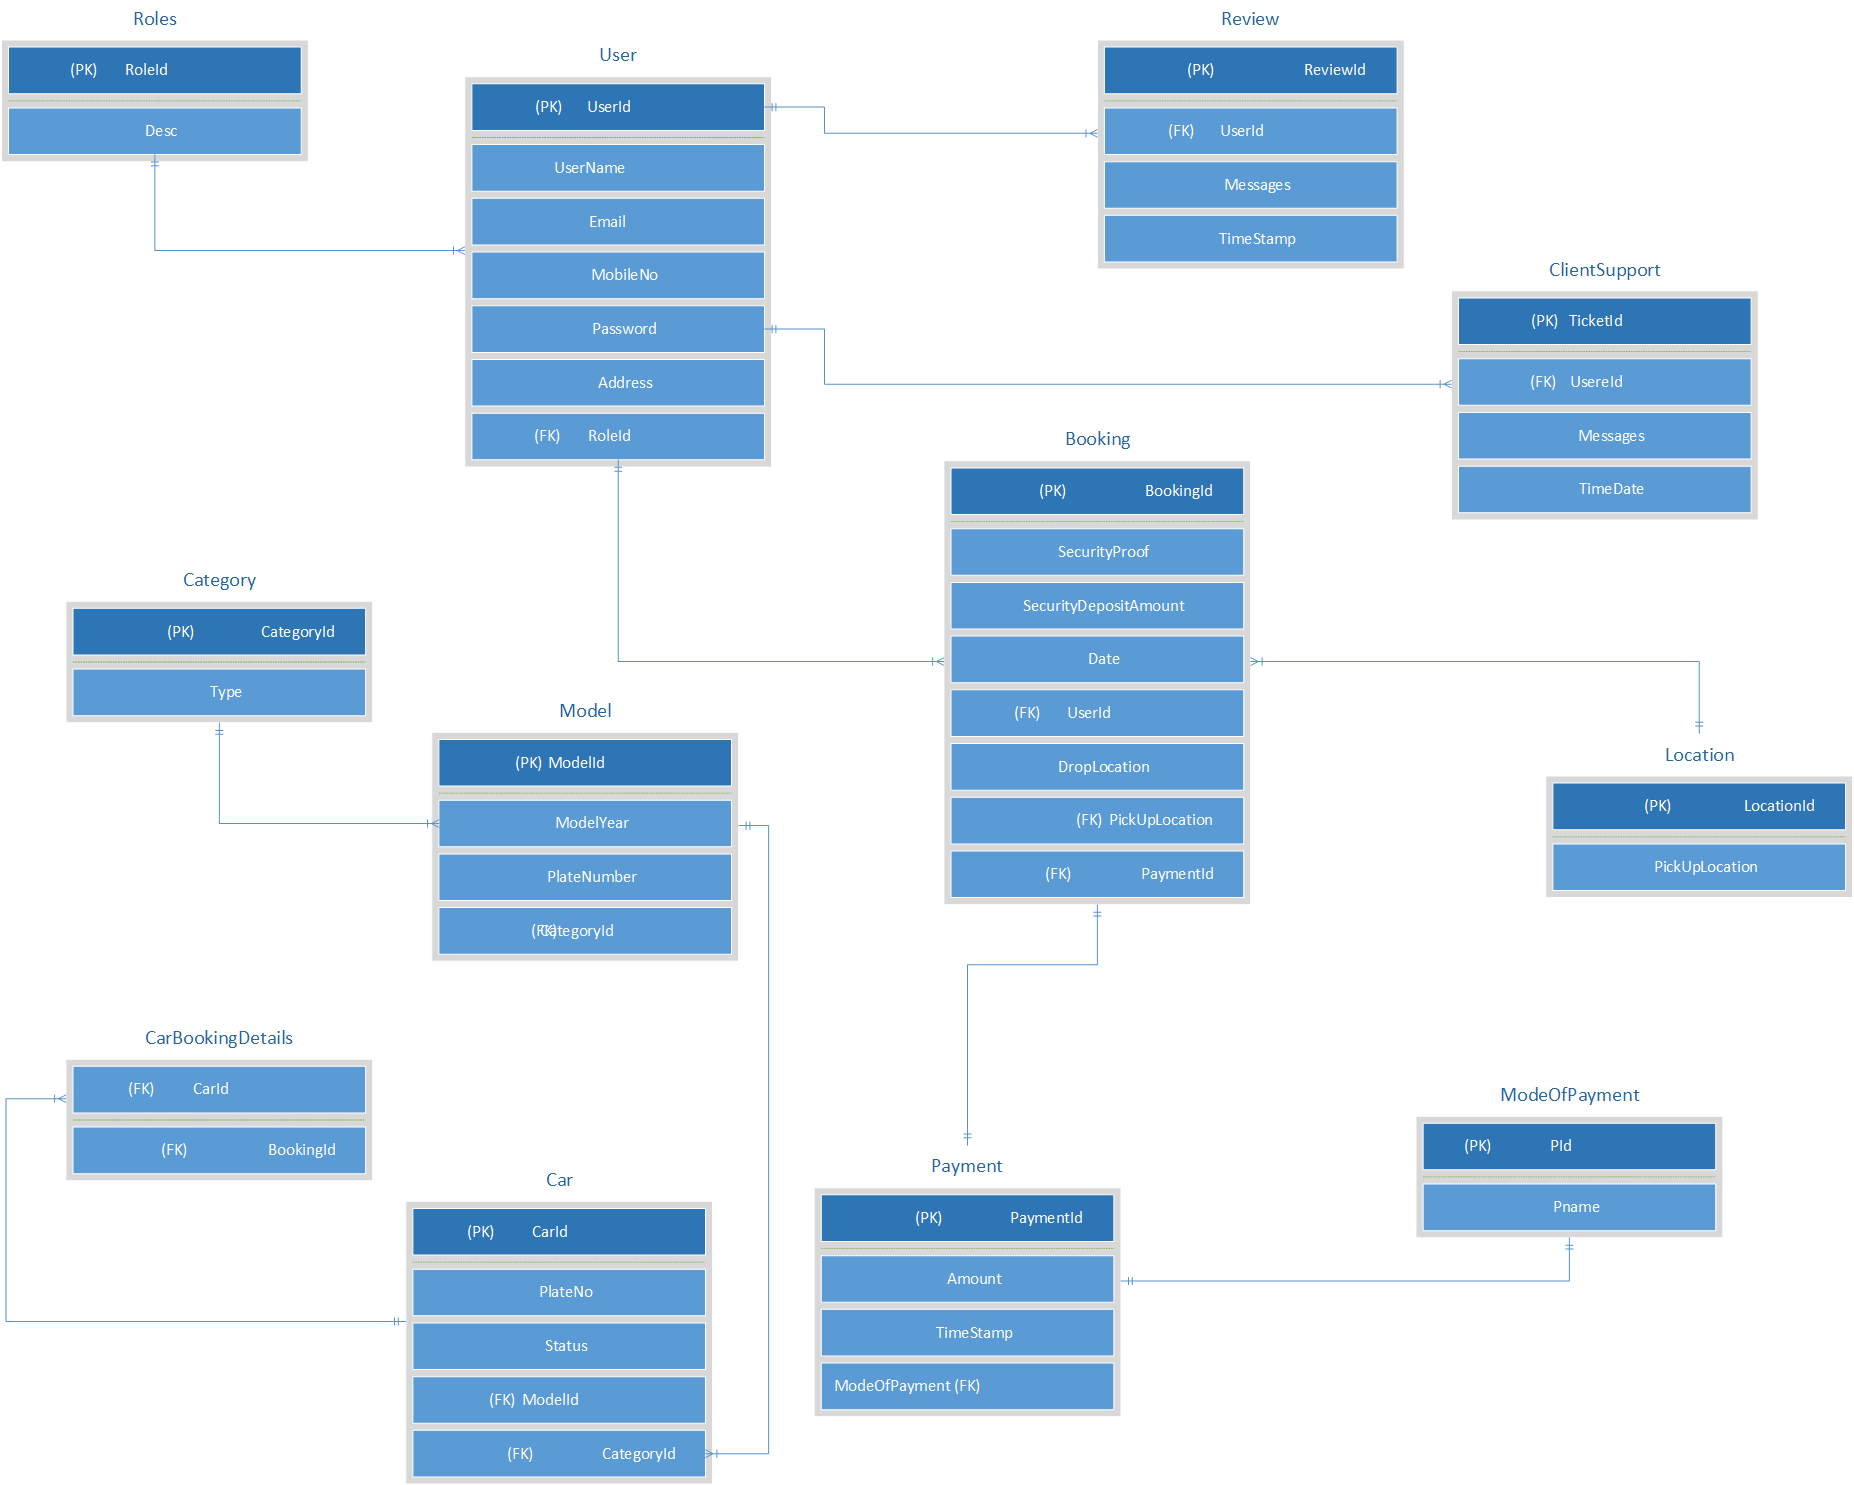 Roles
(PK) RoleId
Desc
User
(PK) UserId
UserName
Email
MobileNo
Password
Address
(FK) RoleId
Review
(PK) ReviewId
(FK) UserId
Messages
TimeStamp
ClientSupport
(PK) TicketId
(FK) UsereId
Messages
TimeDate
Booking
(PK) BookingId
SecurityProof
SecurityDepositAmount
Date
(FK) UserId
DropLocation
(FK) PickUpLocation
(FK) PaymentId
Category
(PK) CategoryId
Type
Model
(PK) ModelId
ModelYear
PlateNumber
(FK) CategoryId
Location
(PK) LocationId
PickUpLocation
CarBookingDetails
(FK) CarId
(FK) BookingId
Car
(PK) CarId
PlateNo
Status
(FK) ModelId
(FK) CategoryId
Payment
(PK) PaymentId
Amount
TimeStamp
ModeOfPayment (FK)
ModeOfPayment
(PK) PId
Pname